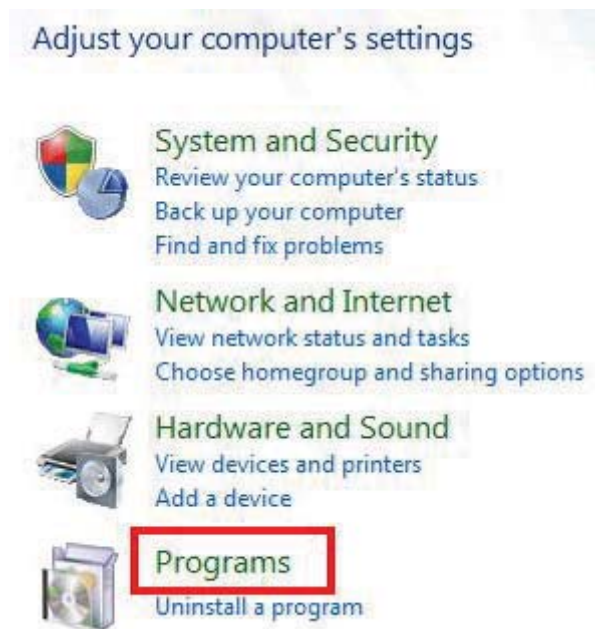 Adjust your computer's settings
System and Security
Review your computer's status
Back up your computer
Find and fix problems
Network and Internet
View network status and tasks
Choose homegroup and sharing options
Hardware and Sound
View devices and printers
Add a device
Programs
Uninstall a program